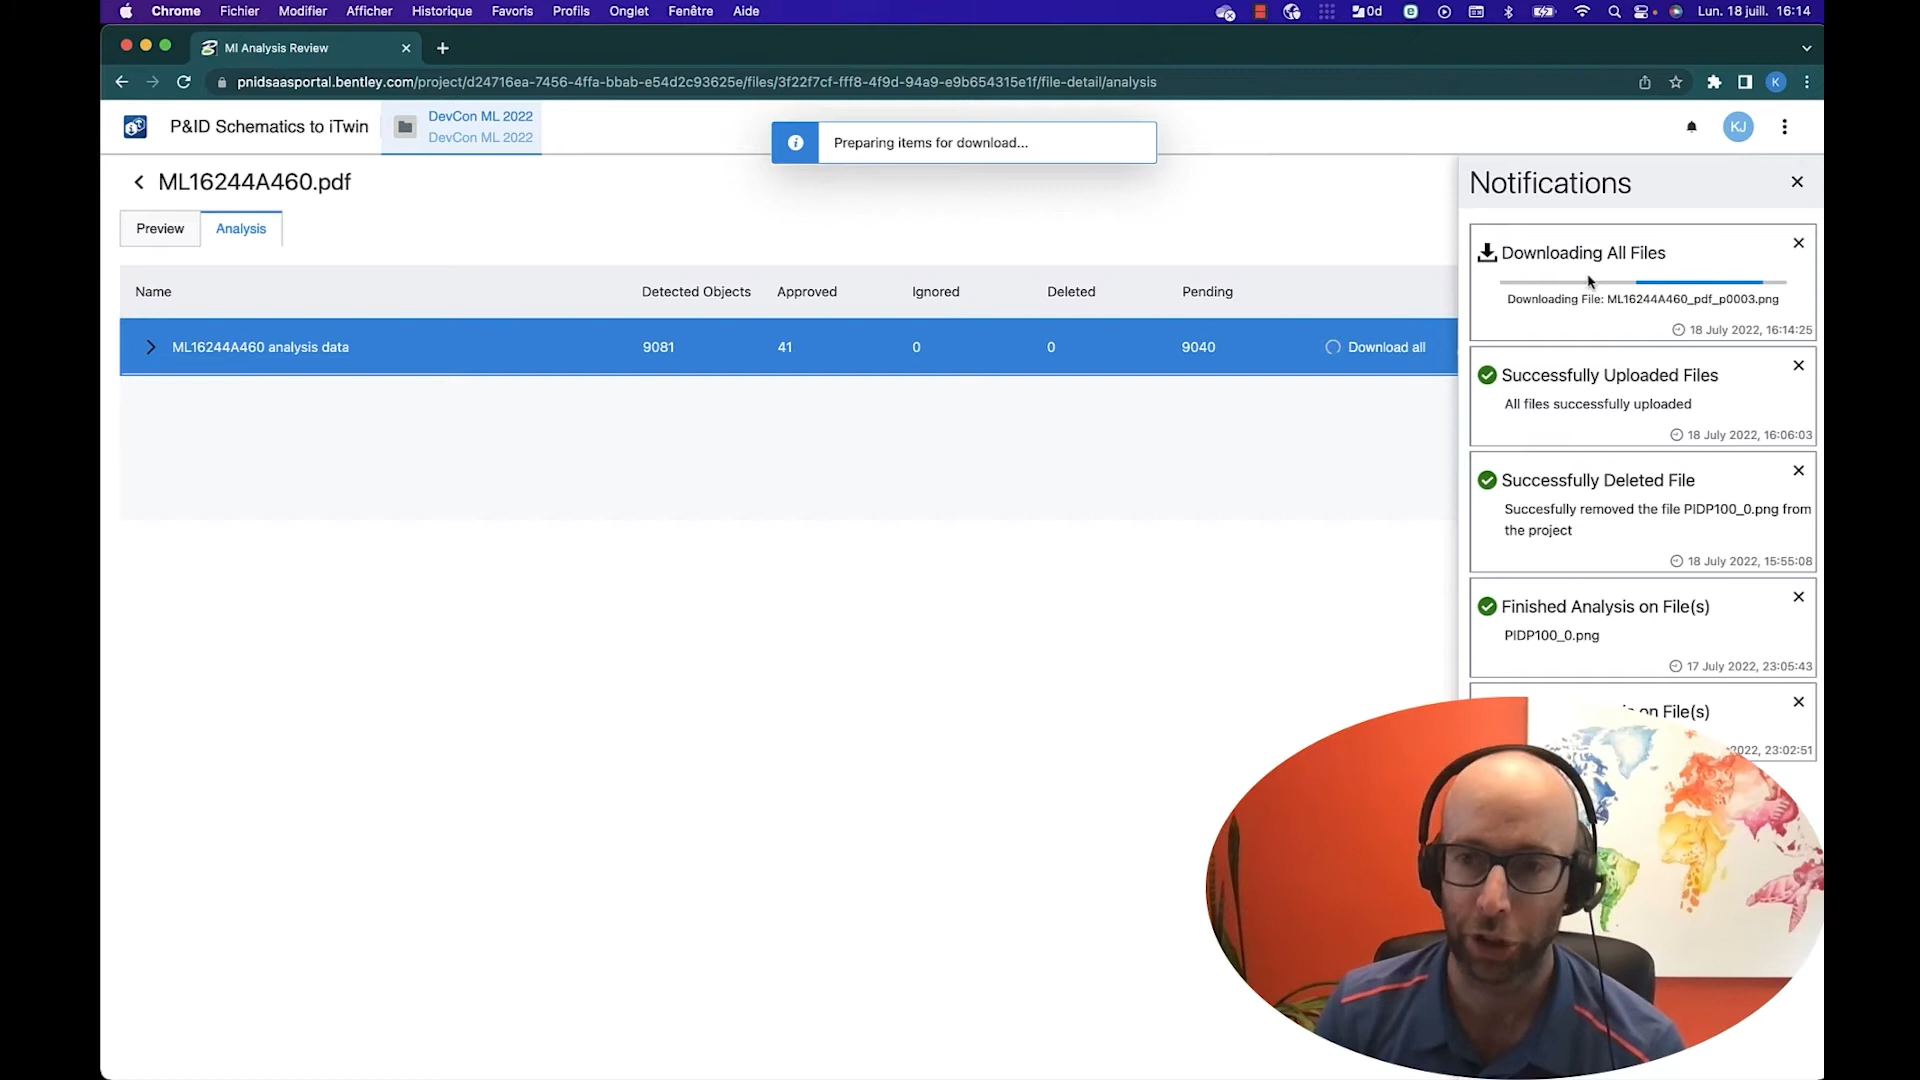 Chrome Fichier Modifier Afficher Historique Favoris Profils Onglet Fenêtre Aide 0d Lun. 18 juill. 16:14
MI Analysis Review
pnidsaasportal.bentley.com/project/d24716ea-7456-4ffa-bbab-e54d2c93625e/files/3f22f7cf-fff8-4f9d-94a9-e9b654315e1f/file-detail/analysis
K
P&ID Schematics to iTwin
DevCon ML 2022
DevCon ML 2022
Preparing items for download...
KJ
ML16244A460.pdf
Preview Analysis
Name Detected Objects Approved Ignored Deleted Pending
ML16244A460 analysis data 9081 41 0 0 9040 Download all
Notifications
Downloading All Files
Downloading File: ML16244A460_pdf_p0003.png
18 July 2022, 16:14:25
Successfully Uploaded Files
All files successfully uploaded
18 July 2022, 16:06:03
Successfully Deleted File
Succesfully removed the file PIDP100_0.png from
the project
18 July 2022, 15:55:08
Finished Analysis on File(s)
PIDP100_0.png
17 July 2022, 23:05:43
on File(s)
2022, 23:02:51